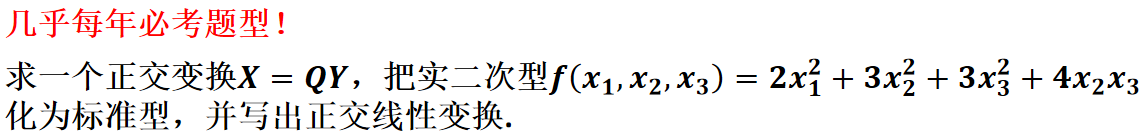 几乎每年必考题型！
求一个正交变换X = QY，把实二次型f(x₁, x₂, x₃) = 2x₁² + 3x₂² + 3x₃² + 4x₂x₃
化为标准型，并写出正交线性变换.